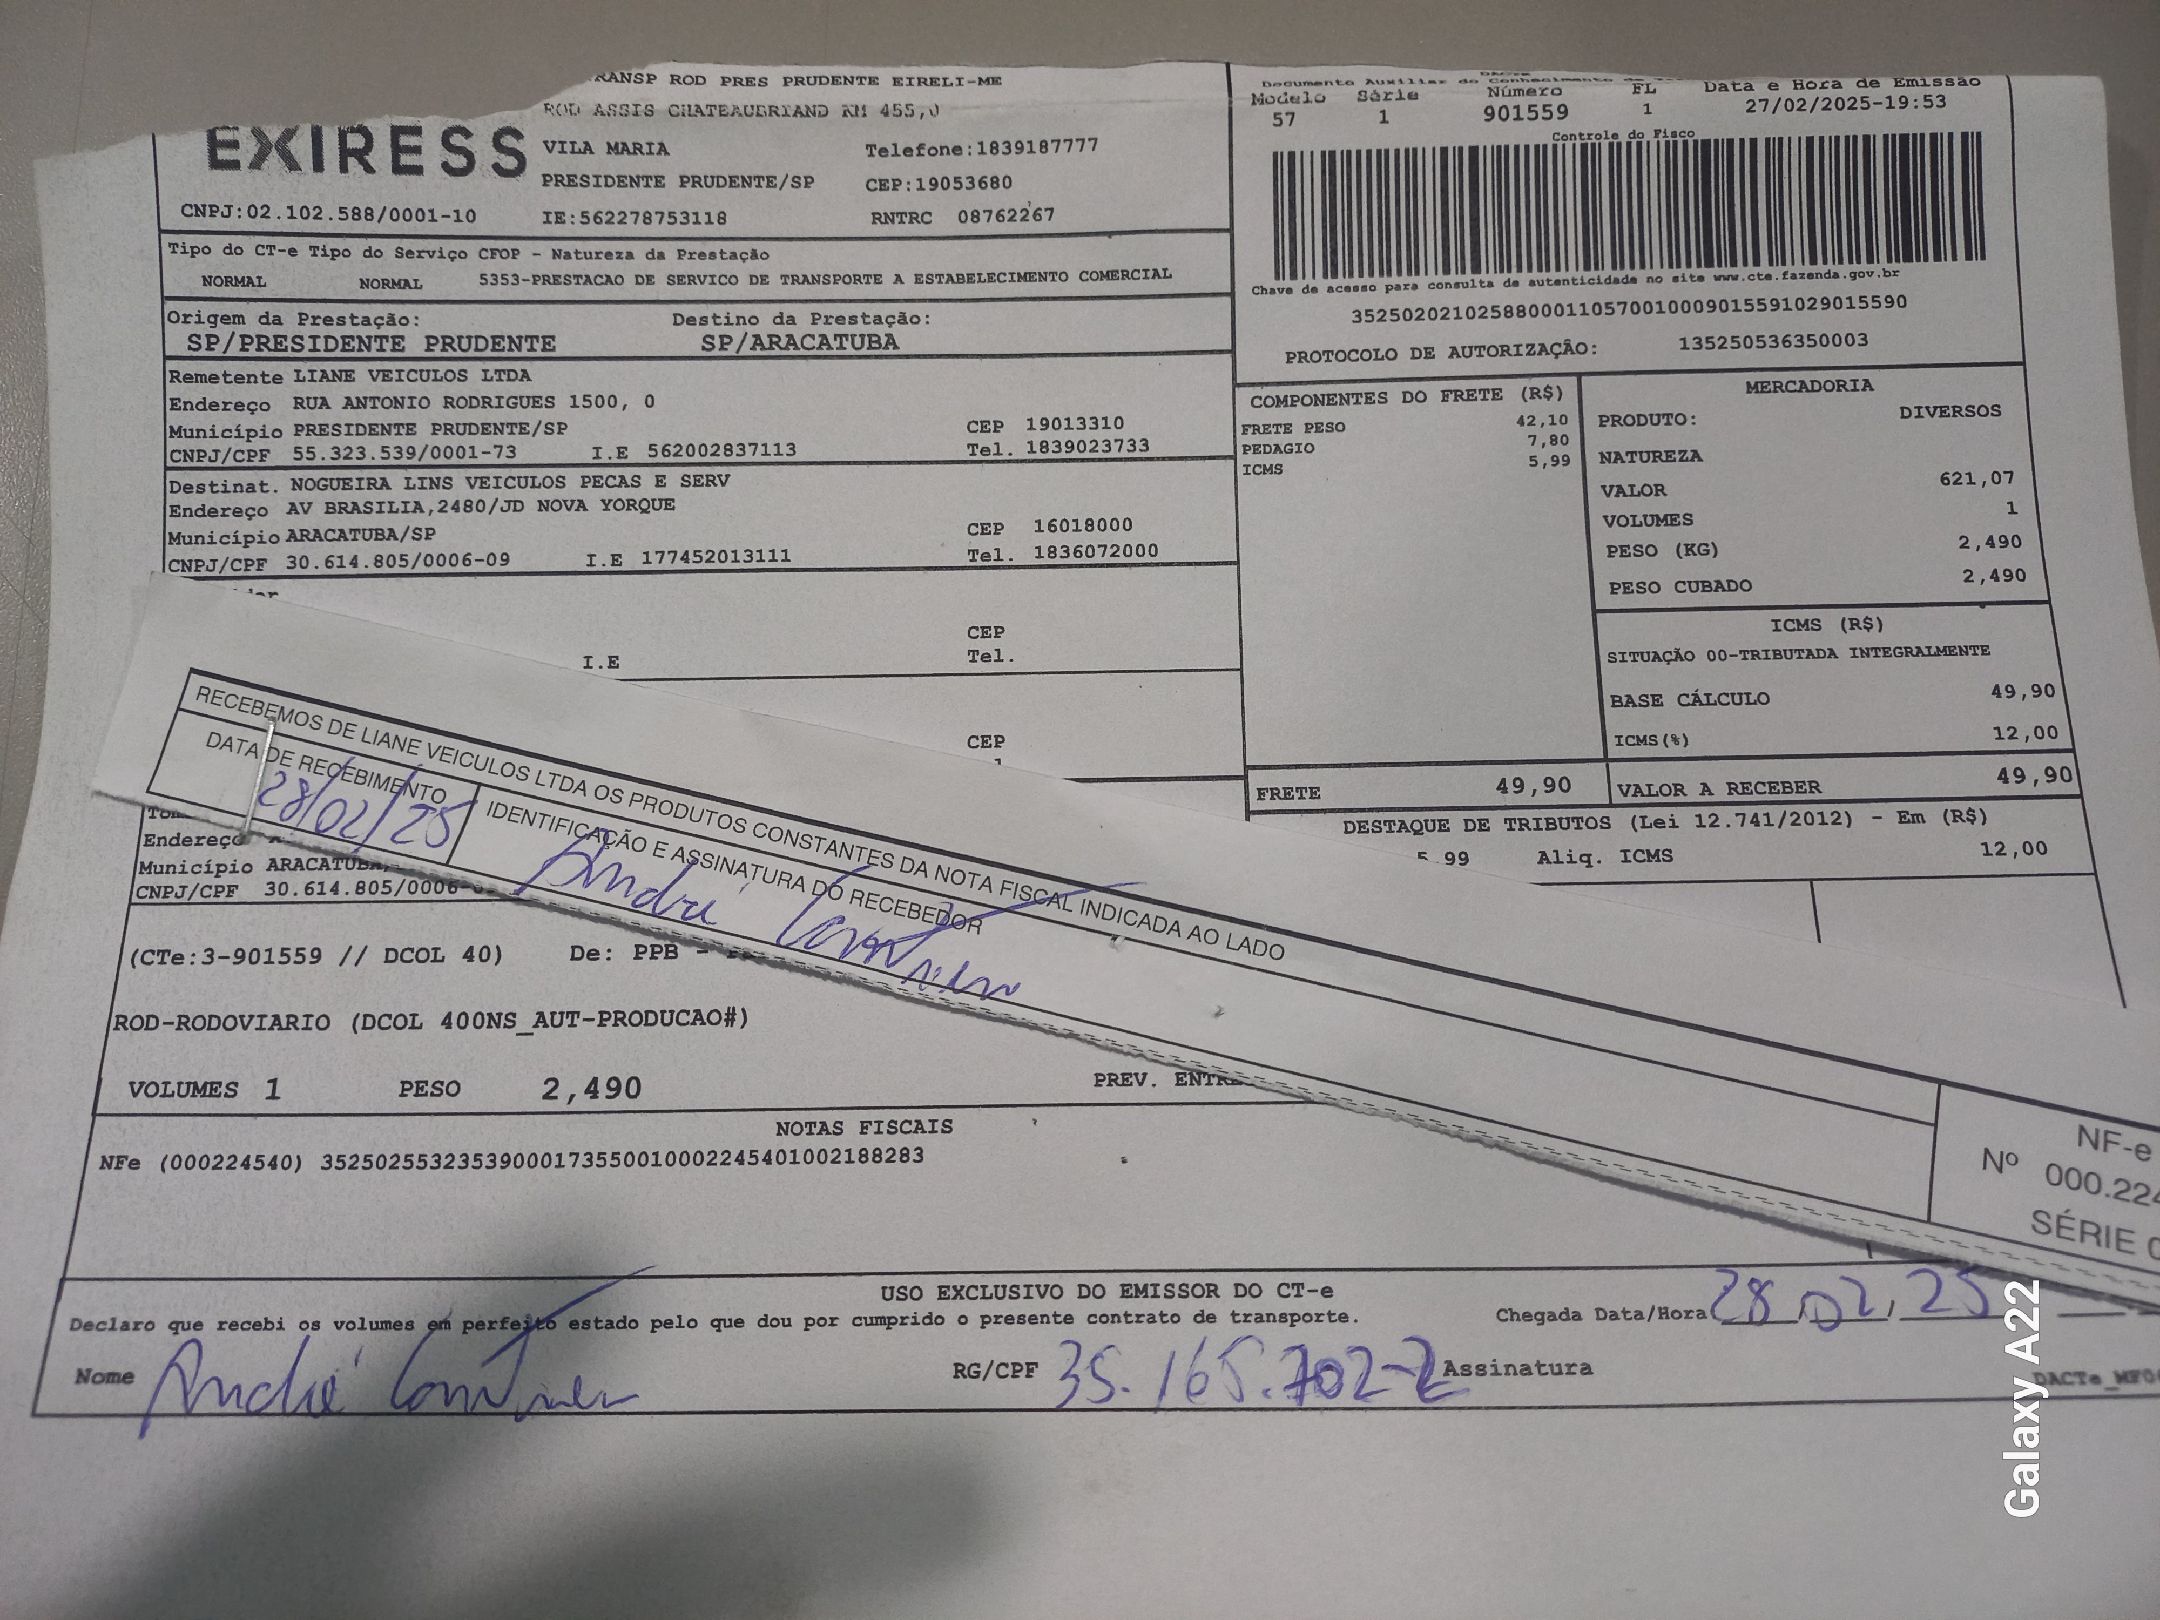 RANSP ROD PRES PRUDENTE EIRELI-ME
ROD ASSIS CHATEAUBRIAND KM 455,0
EXIRESS
VILA MARIA Telefone:1839187777
PRESIDENTE PRUDENTE/SP CEP:19053680
CNPJ:02.102.588/0001-10 IE:562278753118 RNTRC 08762267
Tipo do CT-e Tipo do Serviço CFOP - Natureza da Prestação
NORMAL NORMAL 5353-PRESTACAO DE SERVICO DE TRANSPORTE A ESTABELECIMENTO COMERCIAL
Origem da Prestação: Destino da Prestação:
SP/PRESIDENTE PRUDENTE SP/ARACATUBA
Remetente LIANE VEICULOS LTDA
Endereço RUA ANTONIO RODRIGUES 1500, 0
Município PRESIDENTE PRUDENTE/SP CEP 19013310
CNPJ/CPF 55.323.539/0001-73 I.E 562002837113 Tel. 1839023733
Destinat. NOGUEIRA LINS VEICULOS PECAS E SERV
Endereço AV BRASILIA,2480/JD NOVA YORQUE
Município ARACATUBA/SP CEP 16018000
CNPJ/CPF 30.614.805/0006-09 I.E 177452013111 Tel. 1836072000
CEP
I.E Tel.
CEP
Documento Auxiliar do Conhecimento de
Modelo Série Número FL Data e Hora de Emissão
57 1 901559 1 27/02/2025-19:53
Controle do Fisco
Chave de acesso para consulta de autenticidade no site www.cte.fazenda.gov.br
35250202102588000110570010009015591029015590
PROTOCOLO DE AUTORIZAÇÃO: 135250536350003
COMPONENTES DO FRETE (R$)
FRETE PESO 42,10
PEDAGIO 7,80
ICMS 5,99
MERCADORIA
PRODUTO: DIVERSOS
NATUREZA
VALOR 621,07
VOLUMES 1
PESO (KG) 2,490
PESO CUBADO 2,490
ICMS (R$)
SITUAÇÃO 00-TRIBUTADA INTEGRALMENTE
BASE CÁLCULO 49,90
ICMS(%) 12,00
FRETE 49,90 VALOR A RECEBER 49,90
DESTAQUE DE TRIBUTOS (Lei 12.741/2012) - Em (R$)
5,99 Aliq. ICMS 12,00
RECEBEMOS DE LIANE VEICULOS LTDA OS PRODUTOS CONSTANTES DA NOTA FISCAL INDICADA AO LADO
DATA DE RECEBIMENTO IDENTIFICAÇÃO E ASSINATURA DO RECEBEDOR
28/02/25 André
NF-e
Nº 000.224
SÉRIE 0
Endereço
Município ARACATUBA
CNPJ/CPF 30.614.805/0006-0
(CTe:3-901559 // DCOL 40) De: PPB -
ROD-RODOVIARIO (DCOL 400NS_AUT-PRODUCAO#)
VOLUMES 1 PESO 2,490 PREV. ENTRE
NOTAS FISCAIS
NFe (000224540) 35250255323539000173550010002245401002188283
USO EXCLUSIVO DO EMISSOR DO CT-e
Declaro que recebi os volumes em perfeito estado pelo que dou por cumprido o presente contrato de transporte. Chegada Data/Hora 28,02,25
Nome André RG/CPF 35.165.702-2 Assinatura
DACTe_MF0
Galaxy A22